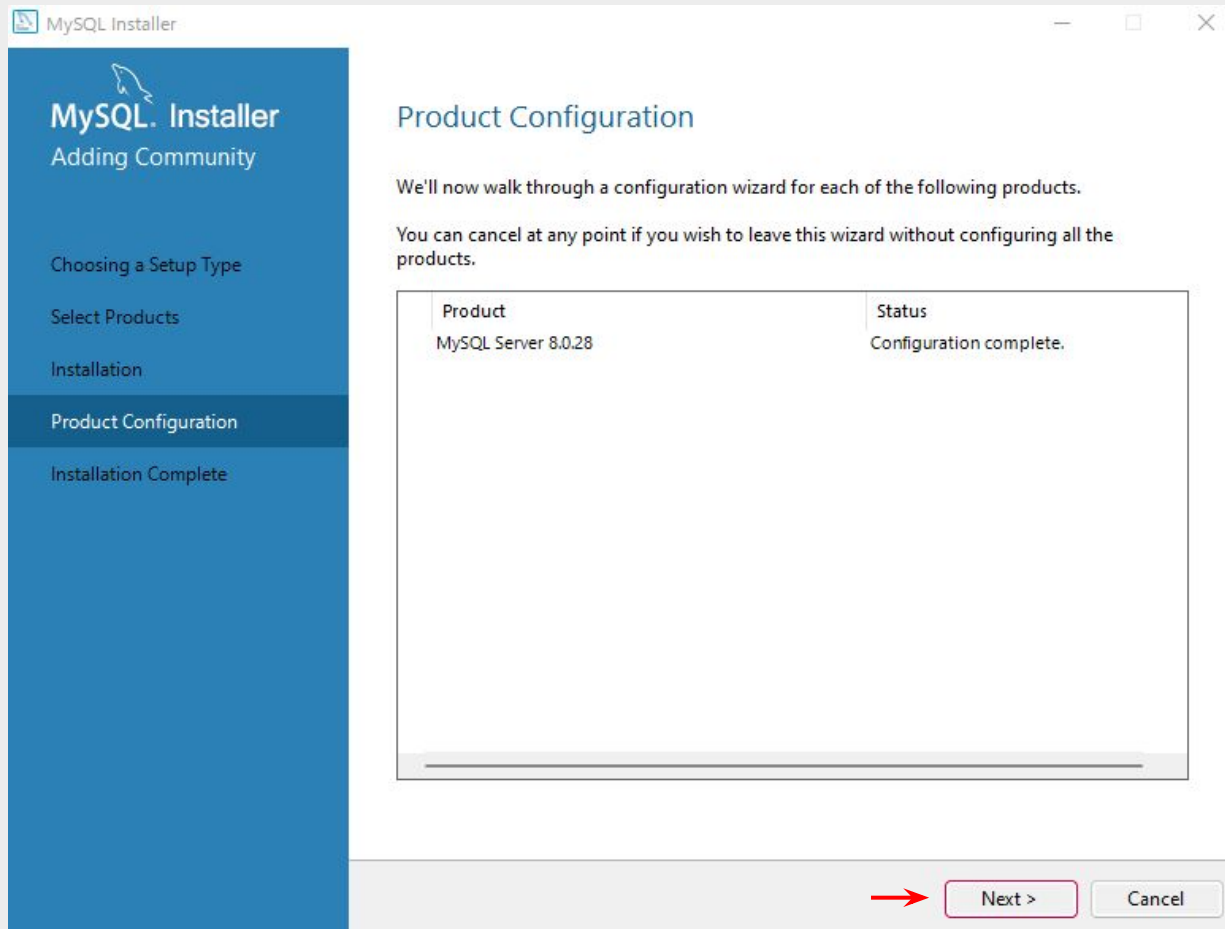 MySQL Installer
MySQL. Installer
Adding Community
Choosing a Setup Type
Select Products
Installation
Product Configuration
Installation Complete
Product Configuration
We'll now walk through a configuration wizard for each of the following products.
You can cancel at any point if you wish to leave this wizard without configuring all the
products.
Product Status
MySQL Server 8.0.28 Configuration complete.
Next >
Cancel